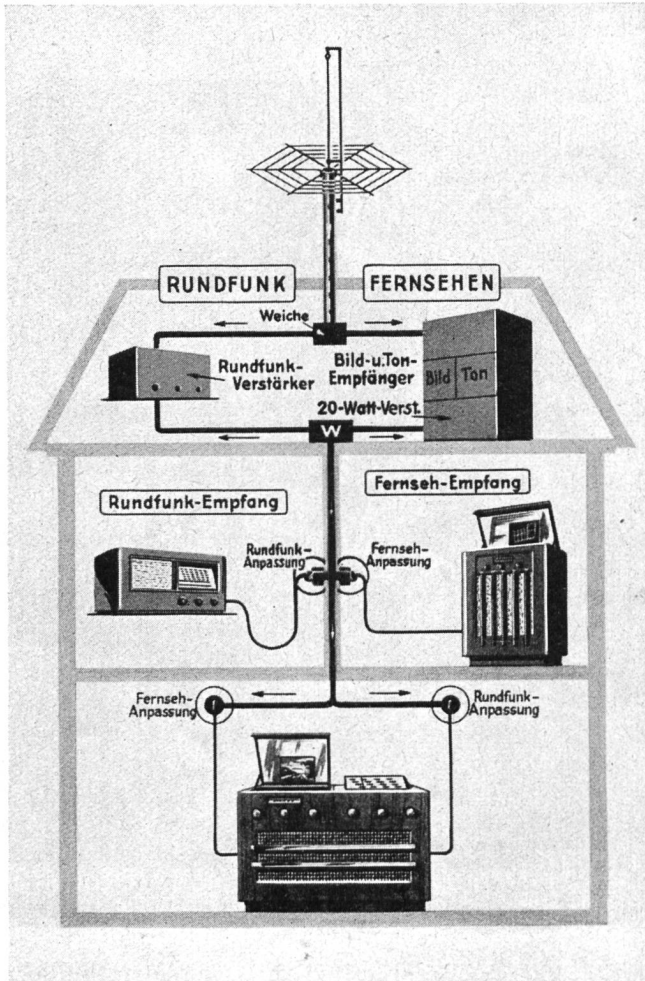 RUNDFUNK
FERNSEHEN
Weiche
Rundfunk-
Verstärker
Bild-u.Ton-
Empfänger
Bild
Ton
20-Watt-Verst.
W
Rundfunk-Empfang
Fernseh-Empfang
Rundfunk-
Anpassung
Fernseh-
Anpassung
Fernseh-
Anpassung
Rundfunk-
Anpassung